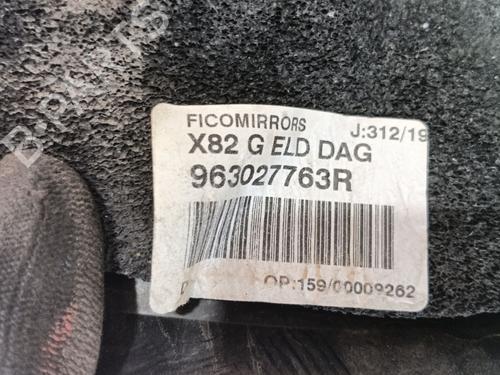 FICOMIRRORS
J:312/19
X82 G ELD DAG
963027763R
OP:159/00009262